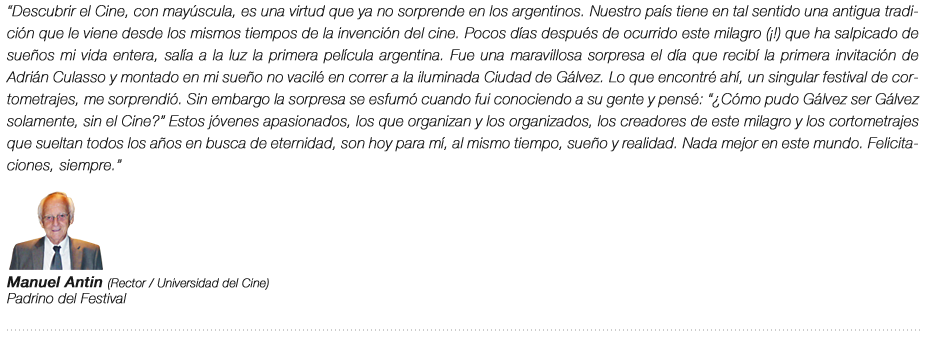 "Descubrir el Cine, con mayúscula, es una virtud que ya no sorprende en los argentinos. Nuestro país tiene en tal sentido una antigua tradi-
ción que le viene desde los mismos tiempos de la invención del cine. Pocos días después de ocurrido este milagro (¡!) que ha salpicado de
sueños mi vida entera, salía a la luz la primera película argentina. Fue una maravillosa sorpresa el día que recibí la primera invitación de
Adrián Culasso y montado en mi sueño no vacilé en correr a la iluminada Ciudad de Gálvez. Lo que encontré ahí, un singular festival de cor-
tometrajes, me sorprendió. Sin embargo la sorpresa se esfumó cuando fui conociendo a su gente y pensé: "¿Cómo pudo Gálvez ser Gálvez
solamente, sin el Cine?" Estos jóvenes apasionados, los que organizan y los organizados, los creadores de este milagro y los cortometrajes
que sueltan todos los años en busca de eternidad, son hoy para mí, al mismo tiempo, sueño y realidad. Nada mejor en este mundo. Felicita-
ciones, siempre."
Manuel Antin (Rector / Universidad del Cine)
Padrino del Festival